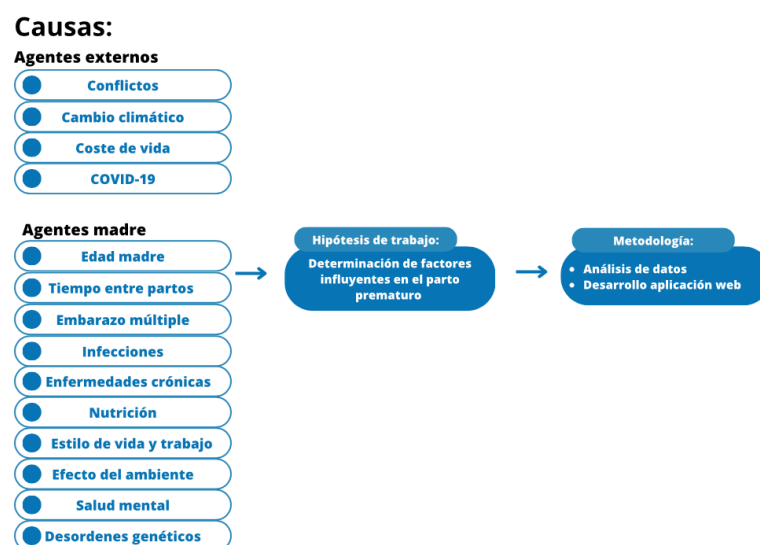 Causas:
Agentes externos
Conflictos
Cambio climático
Coste de vida
COVID-19
Agentes madre
Edad madre
Tiempo entre partos
Embarazo múltiple
Infecciones
Enfermedades crónicas
Nutrición
Estilo de vida y trabajo
Efecto del ambiente
Salud mental
Desordenes genéticos
Hipótesis de trabajo:
Determinación de factores
influyentes en el parto
prematuro
Metodología:
• Análisis de datos
• Desarrollo aplicación web